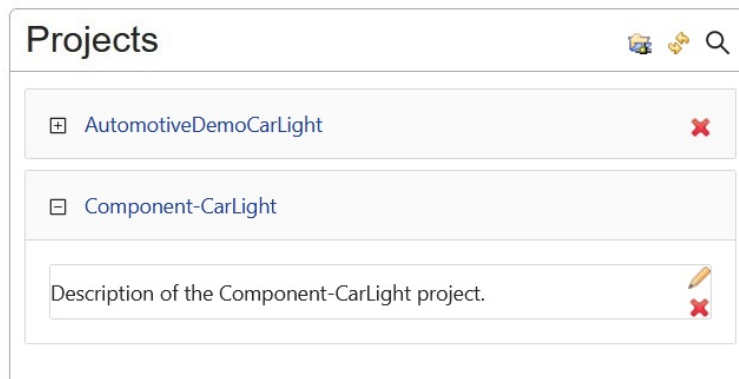 Projects
AutomotiveDemoCarLight
Component-CarLight
Description of the Component-CarLight project.